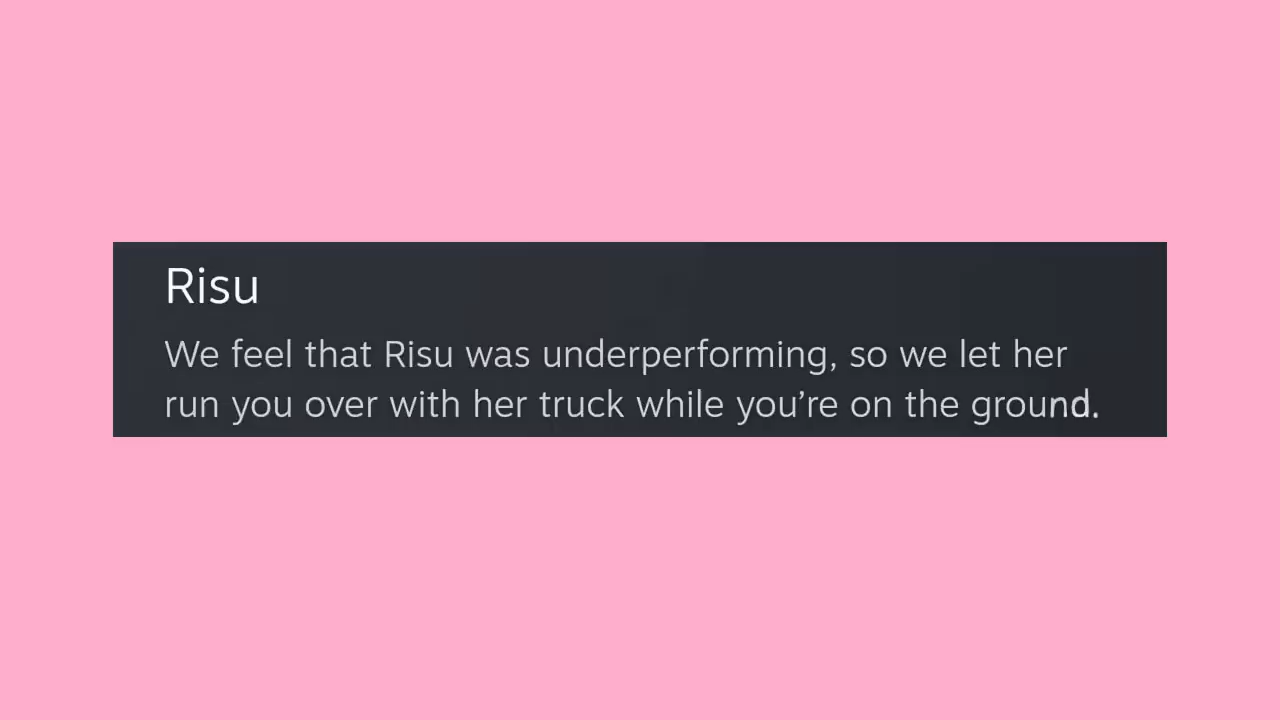 Risu
We feel that Risu was underperforming, so we let her
run you over with her truck while you’re on the ground.